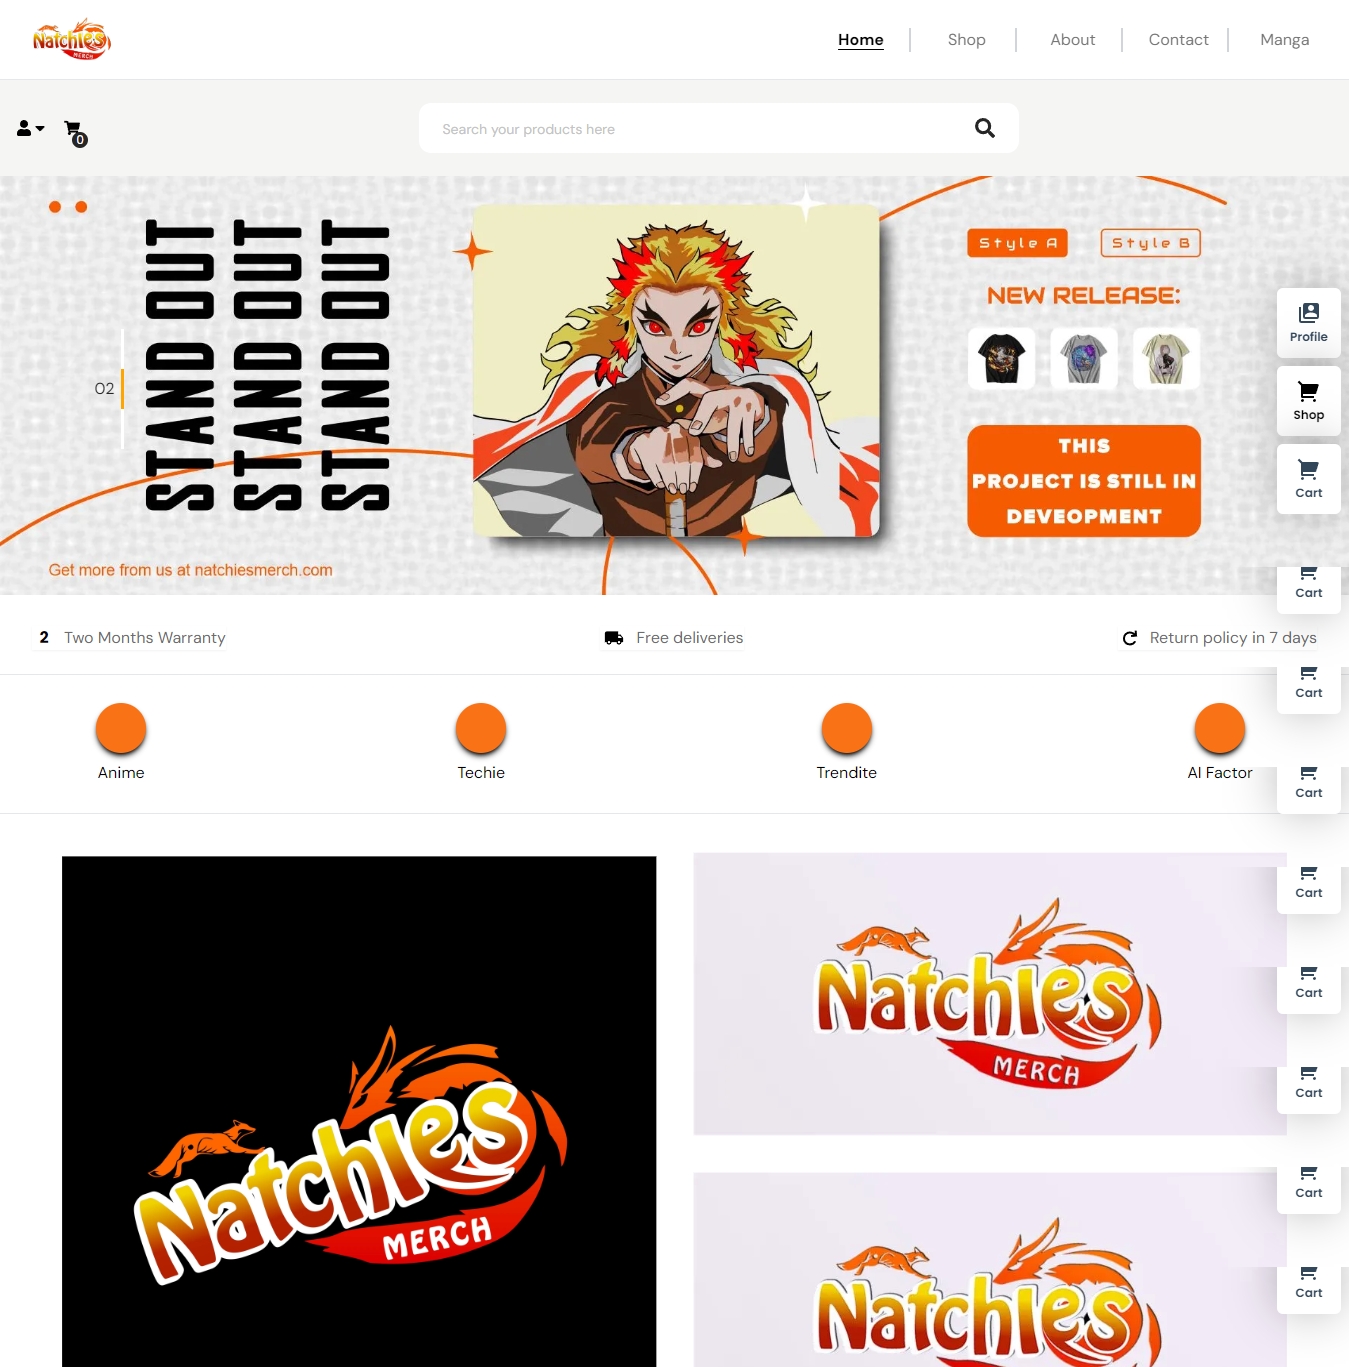 Natchies
MERCH
Home
Shop
About
Contact
Manga
0
Search your products here
STAND OUT
STAND OUT
STAND OUT
02
Get more from us at natchiesmerch.com
Style A
Style B
NEW RELEASE:
THIS
PROJECT IS STILL IN
DEVEOPMENT
Profile
Shop
Cart
Cart
2 Two Months Warranty
Free deliveries
Return policy in 7 days
Cart
Anime
Techie
Trendite
AI Factor
Cart
Cart
Cart
Cart
Cart
Cart
Natchies
MERCH
Natchies
MERCH
Natchies